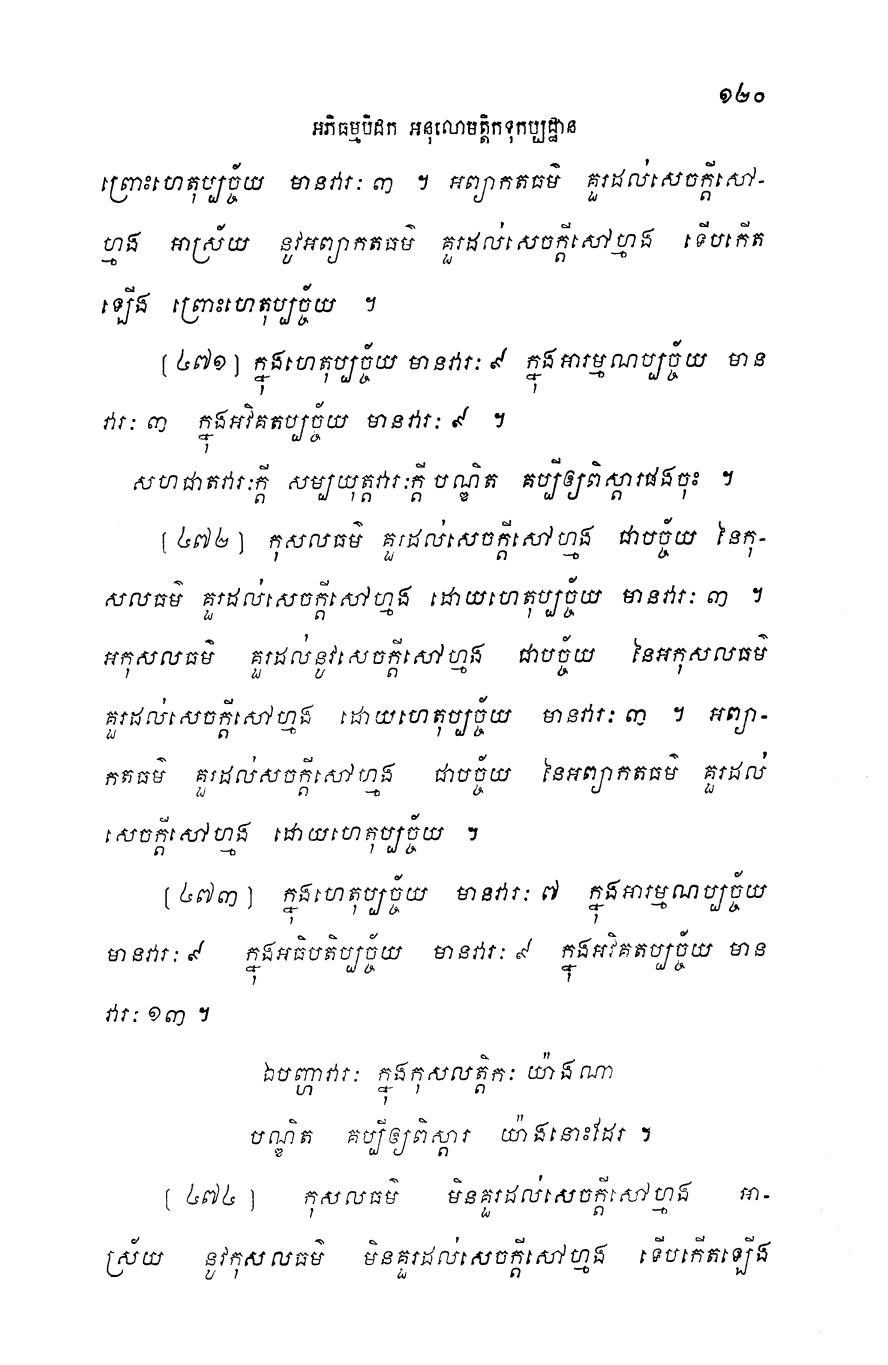 ១២០
អភិធម្មបិដក អនុលោមត្តិកទុកប្បដ្ឋាន
ព្រោះហេតុប្បច្ច័យ មានវារៈ ៣ ។ អព្យាកតធម៌ គួរដល់សេចក្តីសៅ-
ហ្មង អាស្រ័យ នូវអព្យាកតធម៌ គួរដល់សេចក្តីសៅហ្មង ទើបកើត
ឡើង ព្រោះហេតុប្បច្ច័យ ។
[៤៧១] ក្នុងហេតុប្បច្ច័យ មានវារៈ ៩ ក្នុងអារម្មណប្បច្ច័យ មាន
វារៈ ៣ ក្នុងអវិគតប្បច្ច័យ មានវារៈ ៩ ។
សហជាតវារៈក្តី សម្បយុត្តវារៈក្តី បណ្ឌិត គប្បីឲ្យពិស្តារផងចុះ ។
[៤៧២] កុសលធម៌ គួរដល់សេចក្តីសៅហ្មង ជាបច្ច័យ នៃកុ-
សលធម៌ គួរដល់សេចក្តីសៅហ្មង ដោយហេតុប្បច្ច័យ មានវារៈ ៣ ។
អកុសលធម៌ គួរដល់នូវសេចក្តីសៅហ្មង ជាបច្ច័យ នៃអកុសលធម៌
គួរដល់សេចក្តីសៅហ្មង ដោយហេតុប្បច្ច័យ មានវារៈ ៣ ។ អព្យា-
កតធម៌ គួរដល់សចក្តីសៅហ្មង ជាបច្ច័យ នៃអព្យាកតធម៌ គួរដល់
សេចក្តីសៅហ្មង ដោយហេតុប្បច្ច័យ ។
[៤៧៣] ក្នុងហេតុប្បច្ច័យ មានវារៈ ៧ ក្នុងអារម្មណប្បច្ច័យ
មានវារៈ ៩ ក្នុងអធិបតិប្បច្ច័យ មានវារៈ ៩ ក្នុងអវិគតប្បច្ច័យ មាន
វារៈ ១៣ ។
ឯបញ្ហាវារៈ ក្នុងកុសលត្តិកៈ យ៉ាងណា
បណ្ឌិត គប្បីឲ្យពិស្តារ យ៉ាងនោះដែរ ។
[៤៧៤] កុសលធម៌ មិនគួរដល់សេចក្តីសៅហ្មង អា-
ស្រ័យ នូវកុសលធម៌ មិនគួរដល់សេចក្តីសៅហ្មង ទើបកើតឡើង